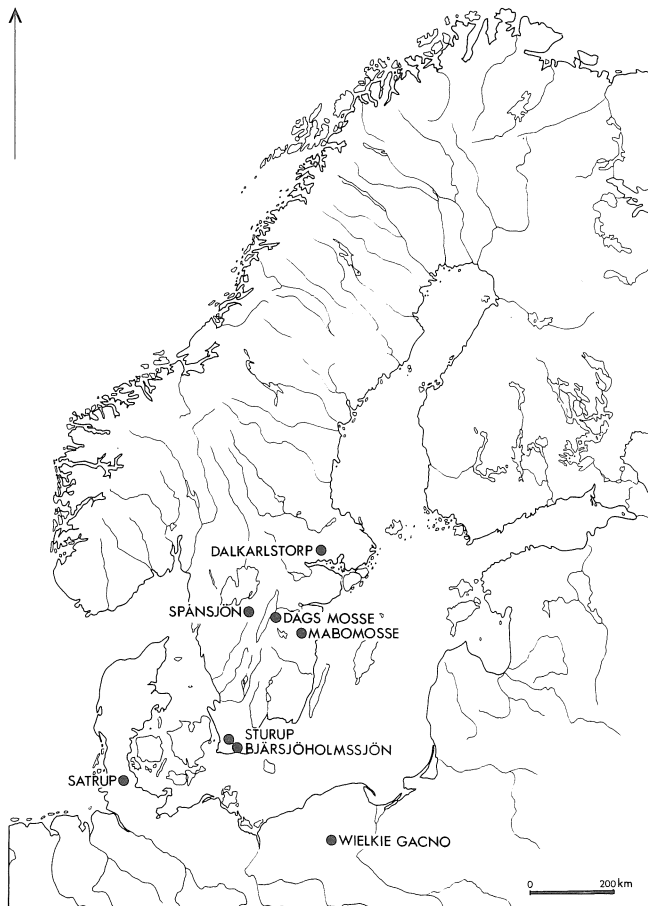 DALKARLSTORP
SPÅNSJÖN
DAGS MOSSE
MABOMOSSE
STURUP
BJÄRSJÖHOLMSSJÖN
SATRUP
WIELKIE GACNO
0 200 km